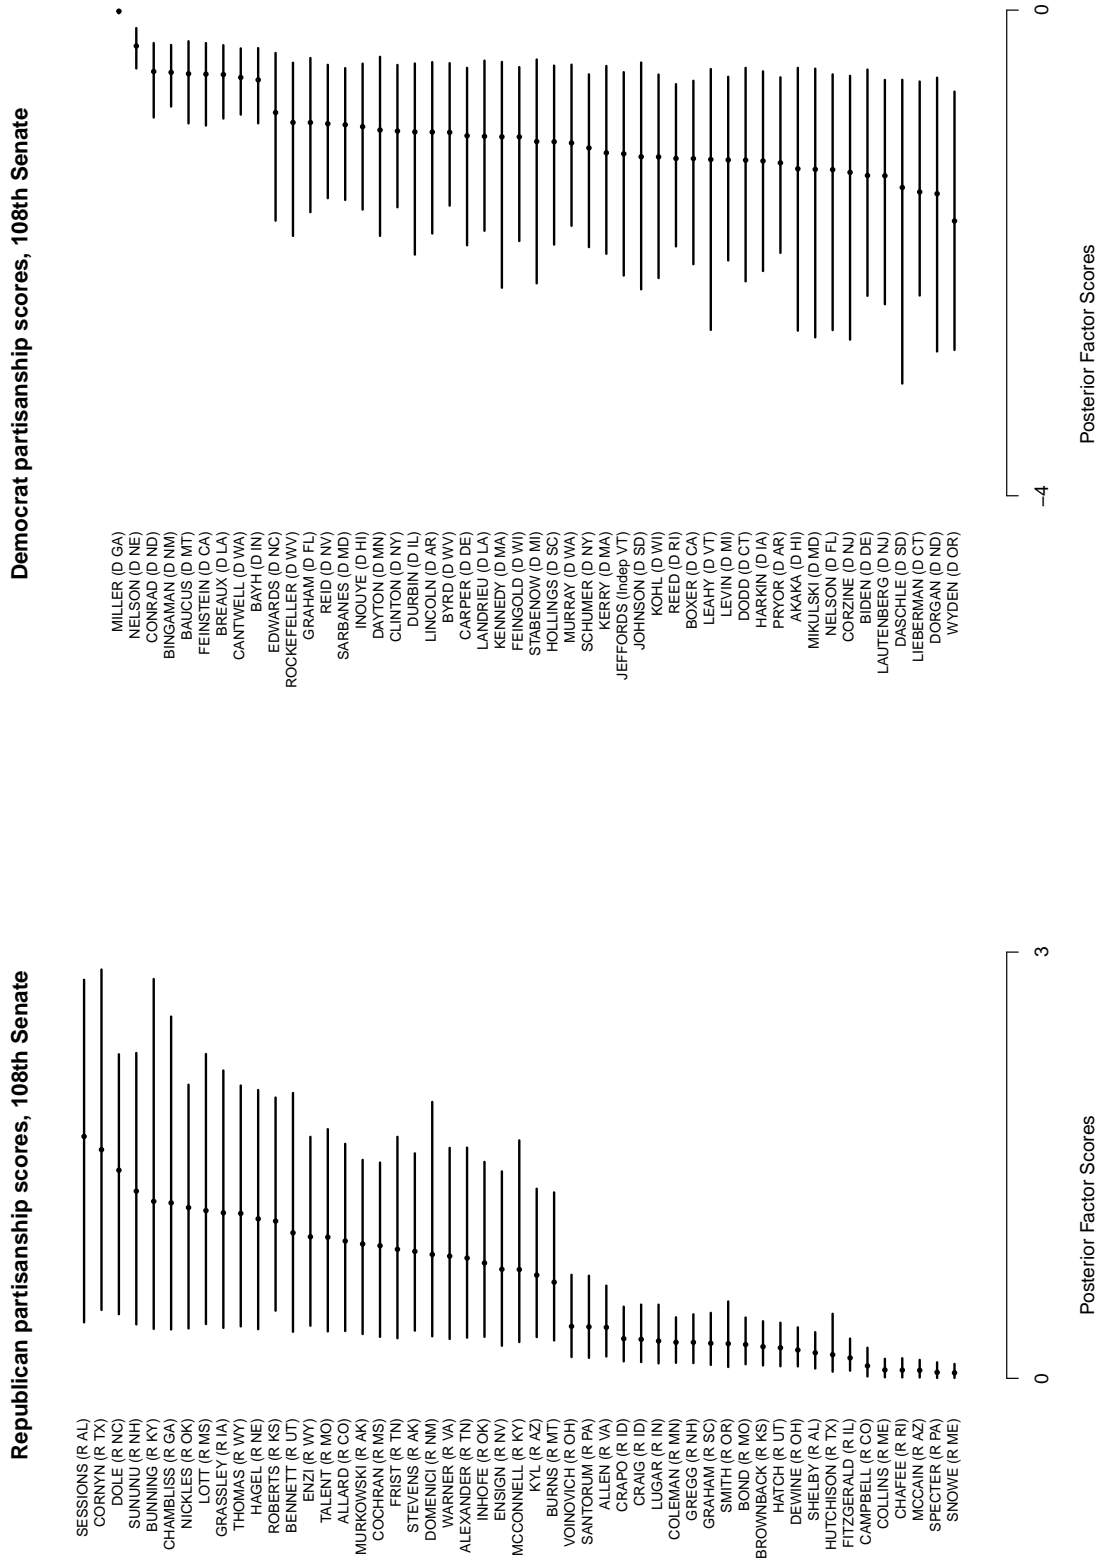 Republican partisanship scores, 108th Senate
SESSIONS (R AL)
CORNYN (R TX)
DOLE (R NC)
SUNUNU (R NH)
BUNNING (R KY)
CHAMBLISS (R GA)
NICKLES (R OK)
LOTT (R MS)
GRASSLEY (R IA)
THOMAS (R WY)
HAGEL (R NE)
ROBERTS (R KS)
BENNETT (R UT)
ENZI (R WY)
TALENT (R MO)
ALLARD (R CO)
MURKOWSKI (R AK)
COCHRAN (R MS)
FRIST (R TN)
STEVENS (R AK)
DOMENICI (R NM)
WARNER (R VA)
ALEXANDER (R TN)
INHOFE (R OK)
ENSIGN (R NV)
MCCONNELL (R KY)
KYL (R AZ)
BURNS (R MT)
VOINOVICH (R OH)
SANTORUM (R PA)
ALLEN (R VA)
CRAPO (R ID)
CRAIG (R ID)
LUGAR (R IN)
COLEMAN (R MN)
GREGG (R NH)
GRAHAM (R SC)
SMITH (R OR)
BOND (R MO)
BROWNBACK (R KS)
HATCH (R UT)
DEWINE (R OH)
SHELBY (R AL)
HUTCHISON (R TX)
FITZGERALD (R IL)
CAMPBELL (R CO)
COLLINS (R ME)
CHAFEE (R RI)
MCCAIN (R AZ)
SPECTER (R PA)
SNOWE (R ME)
0 3
Posterior Factor Scores
Democrat partisanship scores, 108th Senate
MILLER (D GA)
NELSON (D NE)
CONRAD (D ND)
BINGAMAN (D NM)
BAUCUS (D MT)
FEINSTEIN (D CA)
BREAUX (D LA)
CANTWELL (D WA)
BAYH (D IN)
EDWARDS (D NC)
ROCKEFELLER (D WV)
GRAHAM (D FL)
REID (D NV)
SARBANES (D MD)
INOUYE (D HI)
DAYTON (D MN)
CLINTON (D NY)
DURBIN (D IL)
LINCOLN (D AR)
BYRD (D WV)
CARPER (D DE)
LANDRIEU (D LA)
KENNEDY (D MA)
FEINGOLD (D WI)
STABENOW (D MI)
HOLLINGS (D SC)
MURRAY (D WA)
SCHUMER (D NY)
KERRY (D MA)
JEFFORDS (Indep VT)
JOHNSON (D SD)
KOHL (D WI)
REED (D RI)
BOXER (D CA)
LEAHY (D VT)
LEVIN (D MI)
DODD (D CT)
HARKIN (D IA)
PRYOR (D AR)
AKAKA (D HI)
MIKULSKI (D MD)
NELSON (D FL)
CORZINE (D NJ)
BIDEN (D DE)
LAUTENBERG (D NJ)
DASCHLE (D SD)
LIEBERMAN (D CT)
DORGAN (D ND)
WYDEN (D OR)
−4 0
Posterior Factor Scores